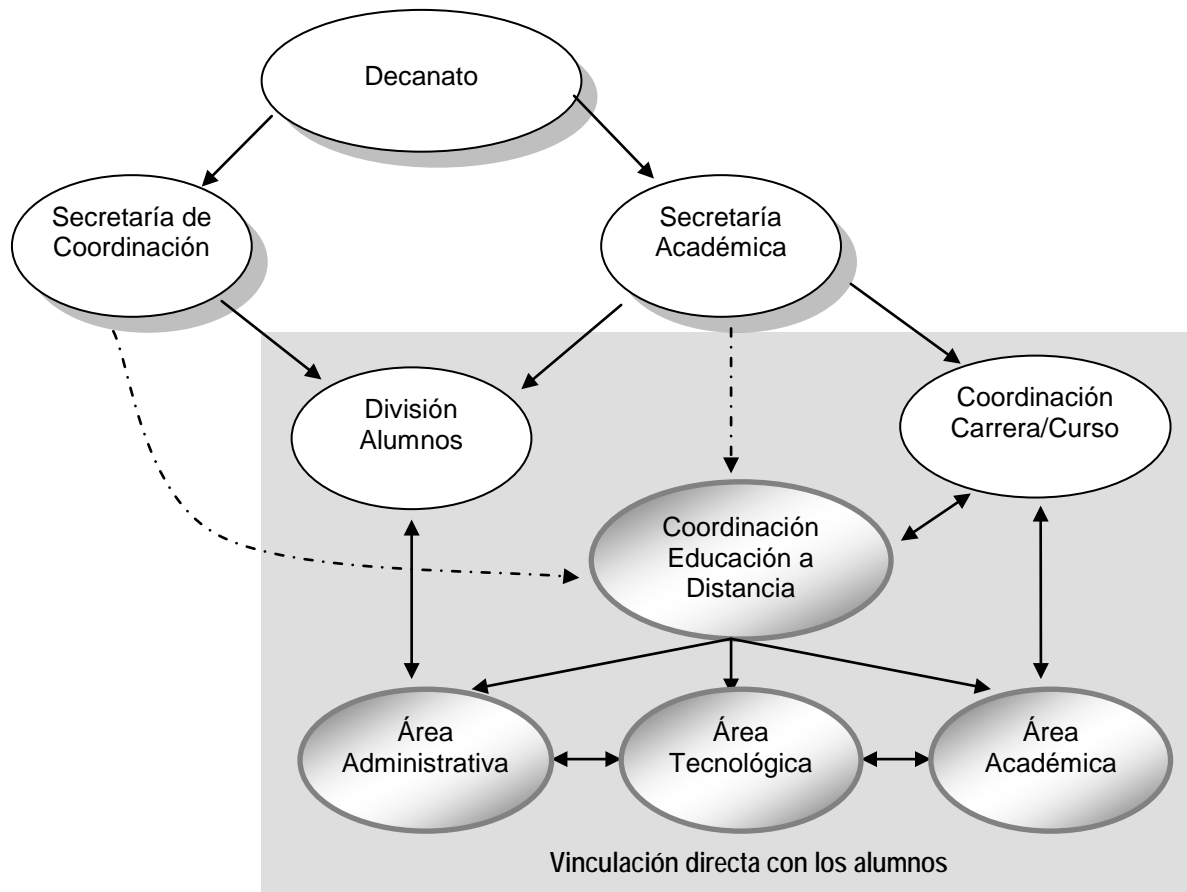 Decanato
Secretaría de
Coordinación
Secretaría
Académica
División
Alumnos
Coordinación
Carrera/Curso
Coordinación
Educación a
Distancia
Área
Administrativa
Área
Tecnológica
Área
Académica
Vinculación directa con los alumnos